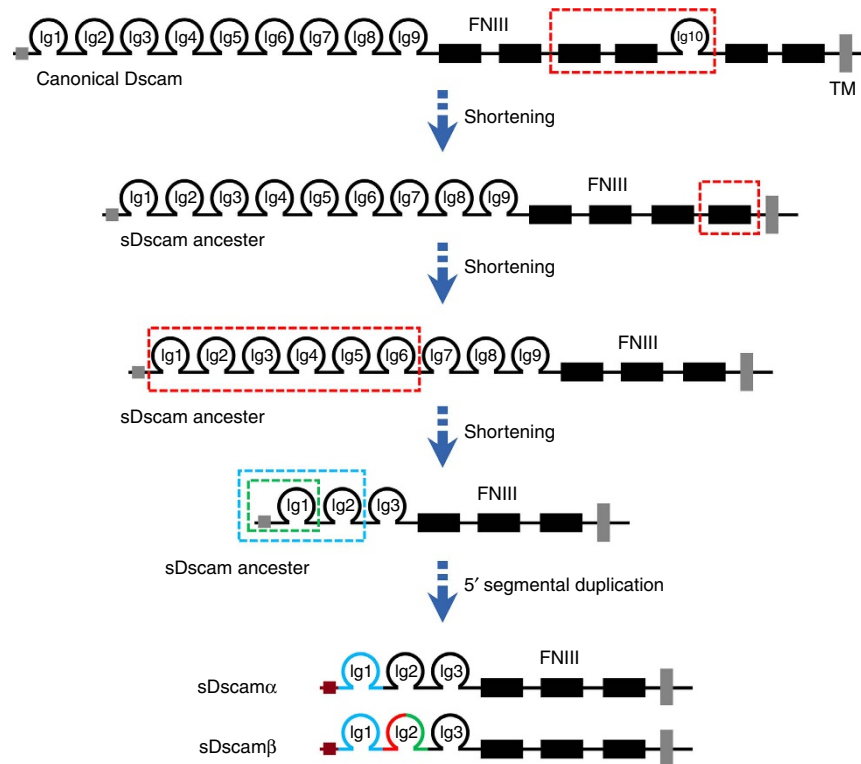 Ig1 Ig2 Ig3 Ig4 Ig5 Ig6 Ig7 Ig8 Ig9 FNIII Ig10
Canonical Dscam TM
Shortening
Ig1 Ig2 Ig3 Ig4 Ig5 Ig6 Ig7 Ig8 Ig9 FNIII
sDscam ancester
Shortening
Ig1 Ig2 Ig3 Ig4 Ig5 Ig6 Ig7 Ig8 Ig9 FNIII
sDscam ancester
Shortening
Ig1 Ig2 Ig3 FNIII
sDscam ancester
5′ segmental duplication
sDscamα Ig1 Ig2 Ig3 FNIII
sDscamβ Ig1 Ig2 Ig3